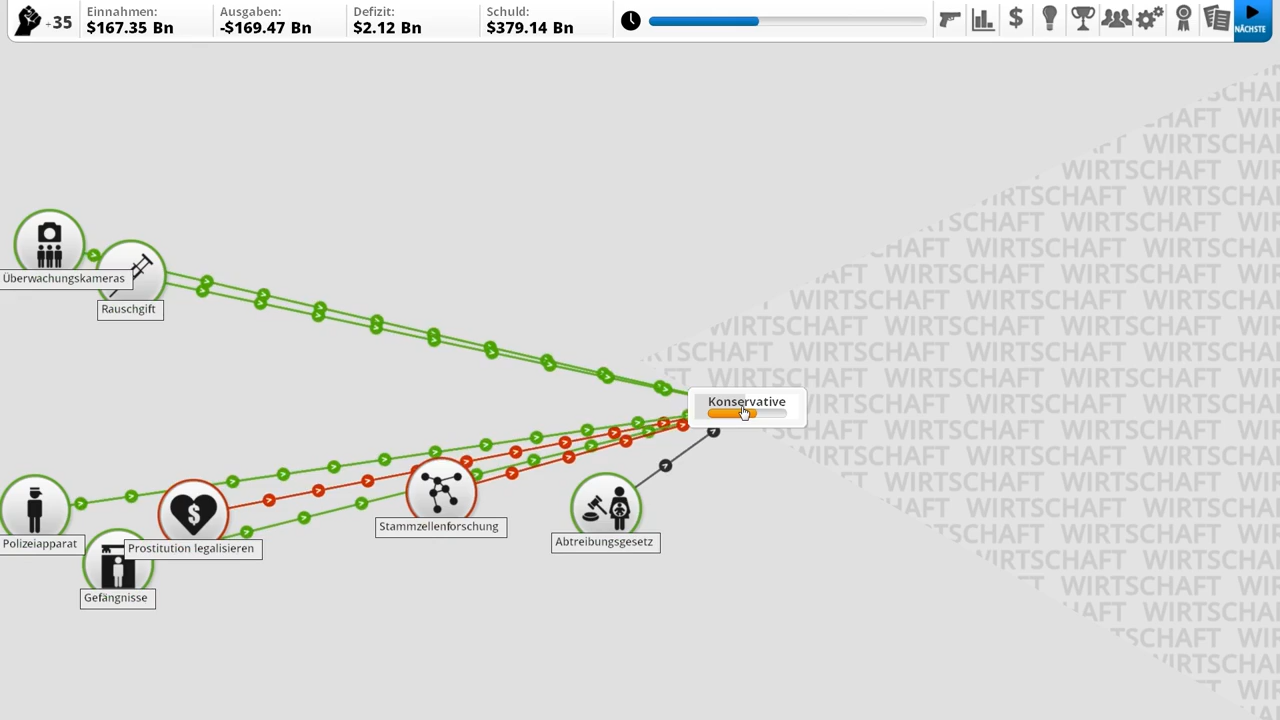 +35
Einnahmen:
$167.35 Bn
Ausgaben:
-$169.47 Bn
Defizit:
$2.12 Bn
Schuld:
$379.14 Bn
NÄCHSTE
Überwachungskameras
Rauschgift
Konservative
Polizeiapparat
Prostitution legalisieren
Gefängnisse
Stammzellenforschung
Abtreibungsgesetz
WIRTSCHAFT WIRTSCHAFT WIRTSCHAFT